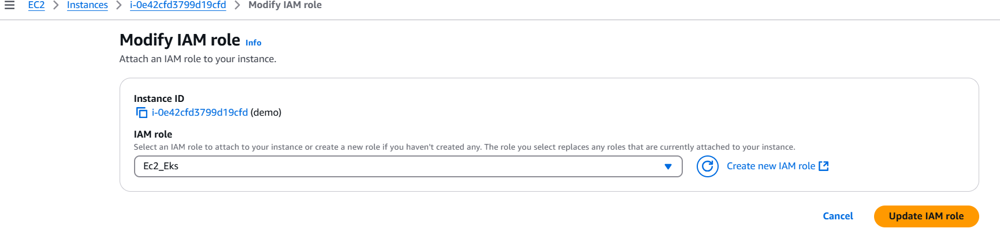 EC2 > Instances > i-0e42cfd3799d19cfd > Modify IAM role
Modify IAM role Info
Attach an IAM role to your instance.
Instance ID
i-0e42cfd3799d19cfd (demo)
IAM role
Select an IAM role to attach to your instance or create a new role if you haven't created any. The role you select replaces any roles that are currently attached to your instance.
Ec2_Eks
Create new IAM role
Cancel
Update IAM role